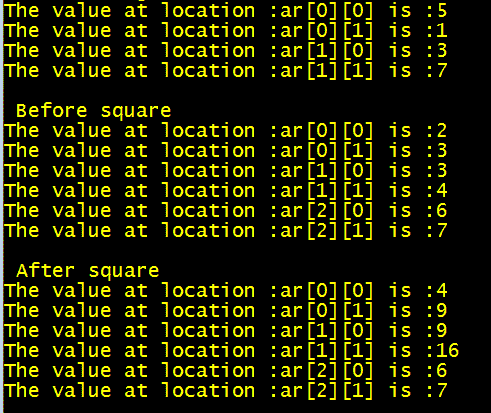 The value at location :ar[0][0] is :5
The value at location :ar[0][1] is :1
The value at location :ar[1][0] is :3
The value at location :ar[1][1] is :7
Before square
The value at location :ar[0][0] is :2
The value at location :ar[0][1] is :3
The value at location :ar[1][0] is :3
The value at location :ar[1][1] is :4
The value at location :ar[2][0] is :6
The value at location :ar[2][1] is :7
After square
The value at location :ar[0][0] is :4
The value at location :ar[0][1] is :9
The value at location :ar[1][0] is :9
The value at location :ar[1][1] is :16
The value at location :ar[2][0] is :6
The value at location :ar[2][1] is :7